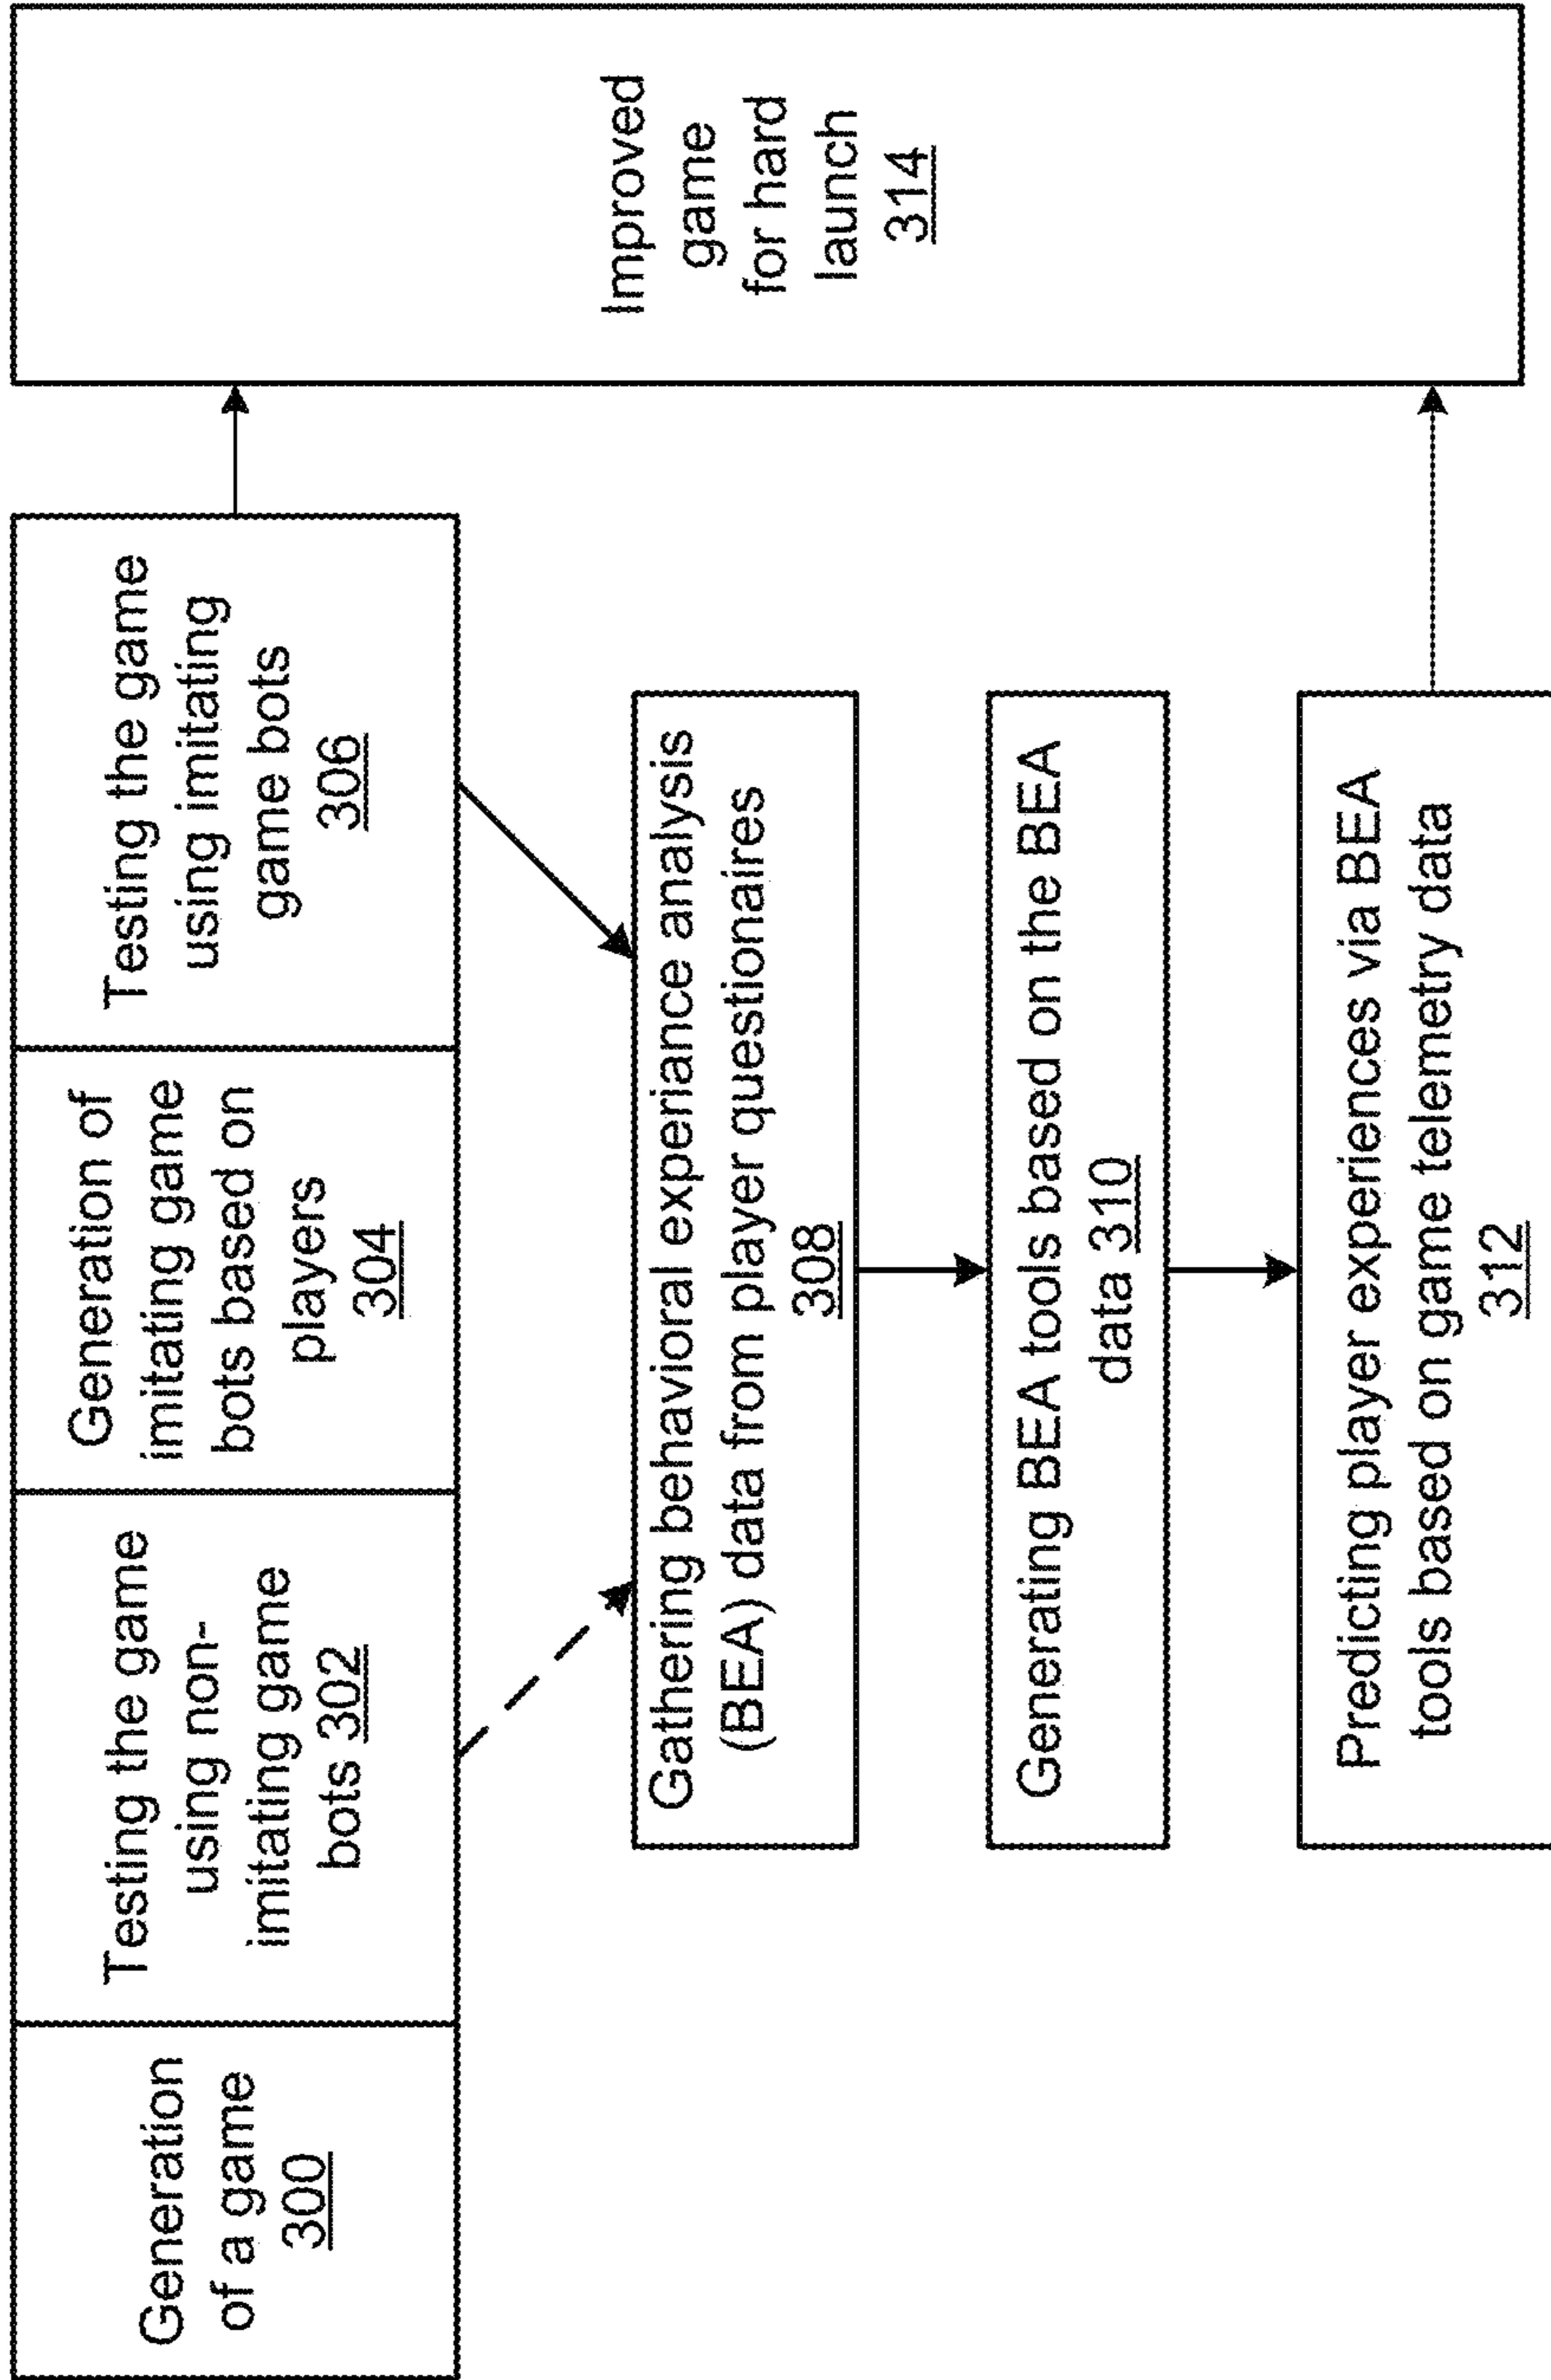 Generation
of a game
300
Testing the game
using non-
imitating game
bots 302
Generation of
imitating game
bots based on
players
304
Testing the game
using imitating
game bots
306
Gathering behavioral experiance analysis
(BEA) data from player questionaires
308
Generating BEA tools based on the BEA
data 310
Predicting player experiences via BEA
tools based on game telemetry data
312
Improved
game
for hard
launch
314